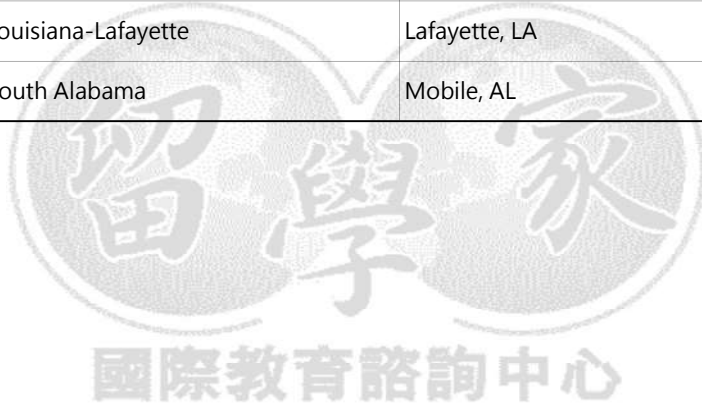 ouisiana-Lafayette Lafayette, LA
outh Alabama Mobile, AL
留學家
國際教育諮詢中心